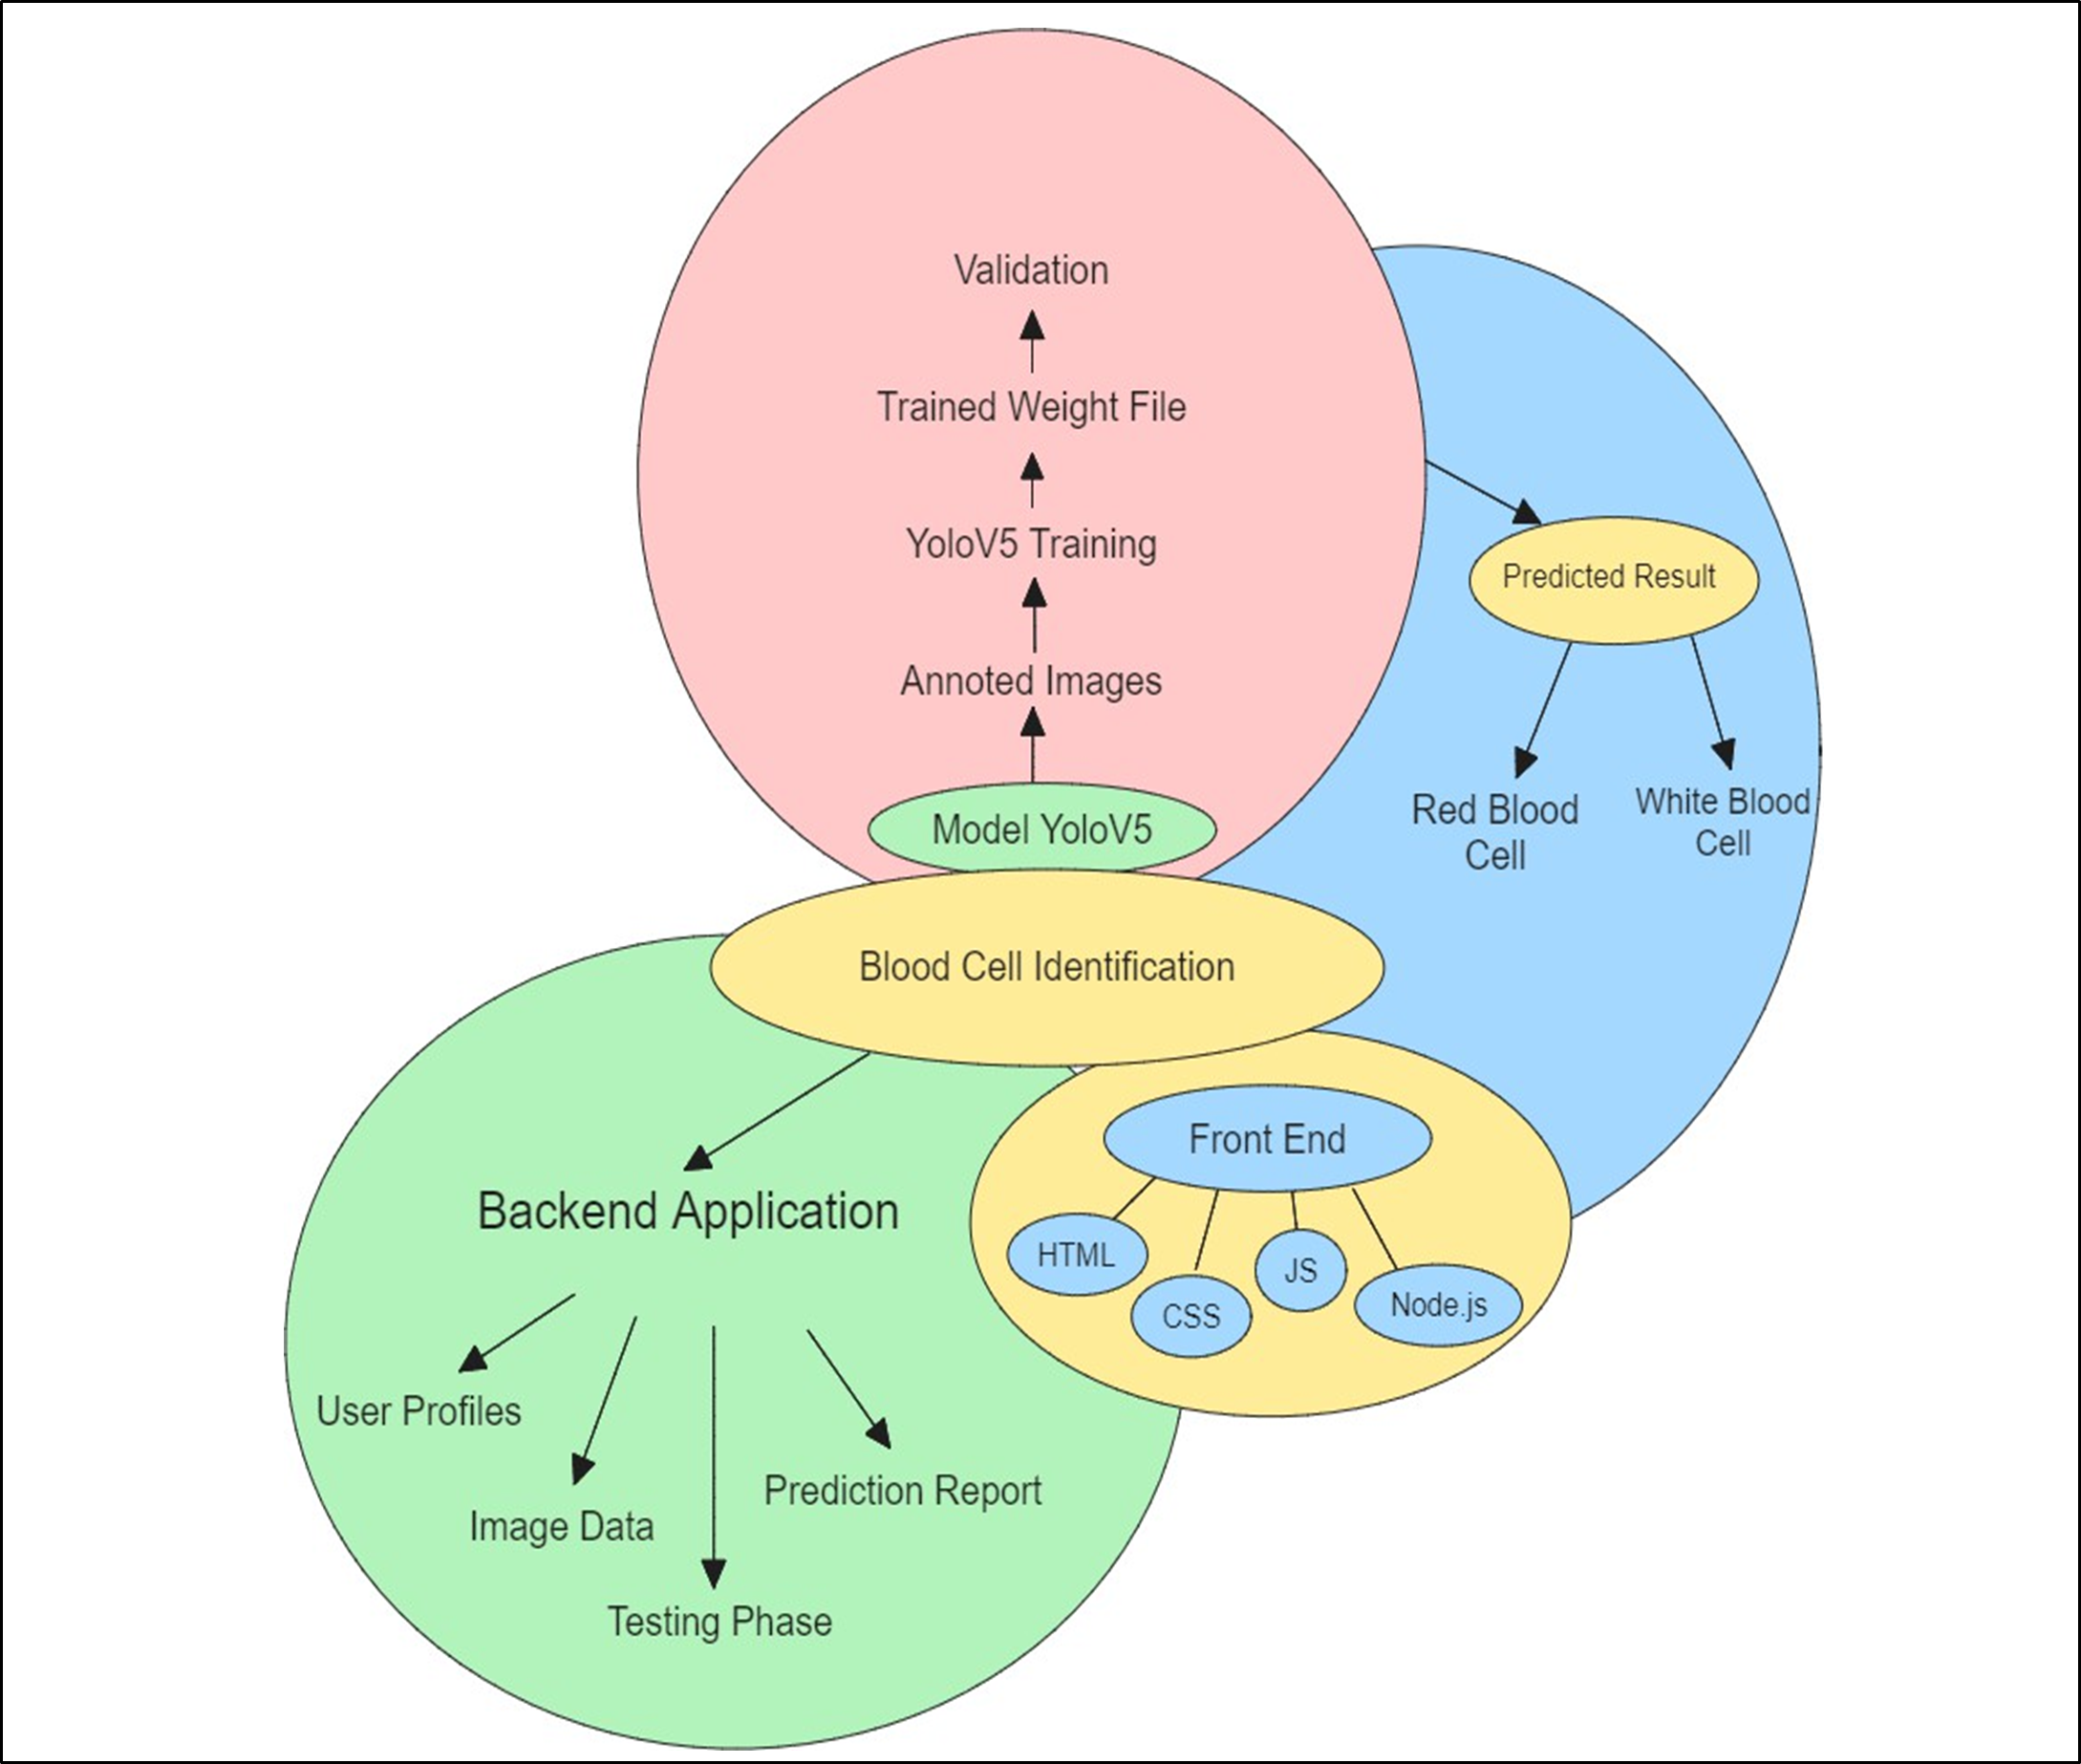 Validation
Trained Weight File
YoloV5 Training
Annoted Images
Model YoloV5
Predicted Result
Red Blood
Cell
White Blood
Cell
Blood Cell Identification
Backend Application
User Profiles
Image Data
Testing Phase
Prediction Report
Front End
HTML
CSS
JS
Node.js